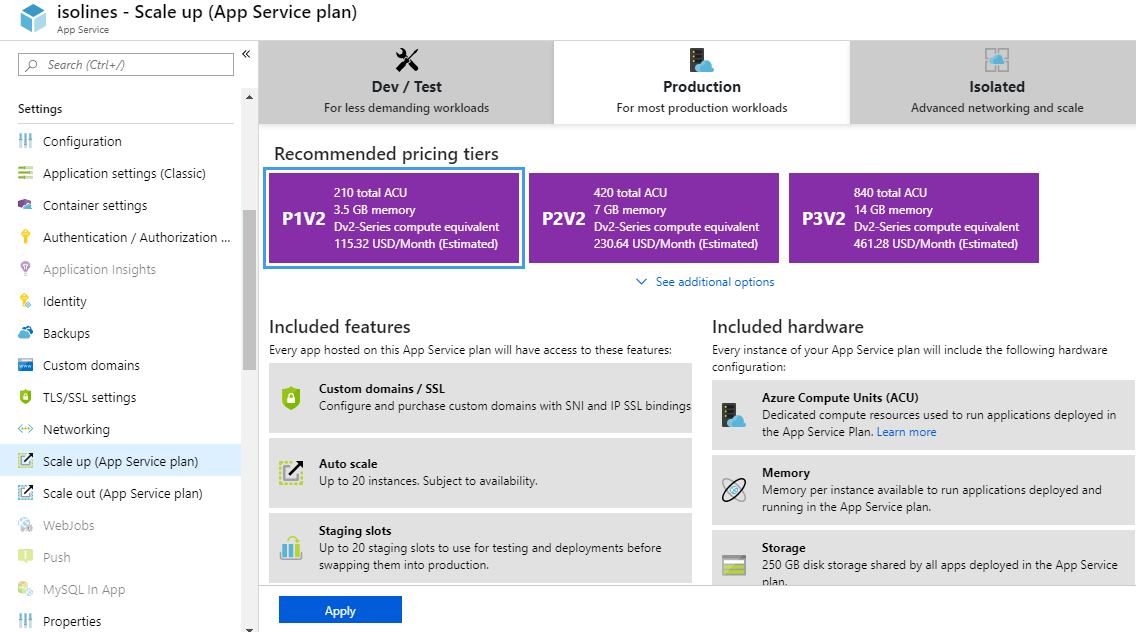 isolines - Scale up (App Service plan)
App Service
Search (Ctrl+/)
«
Settings
Configuration
Application settings (Classic)
Container settings
Authentication / Authorization ...
Application Insights
Identity
Backups
Custom domains
TLS/SSL settings
Networking
Scale up (App Service plan)
Scale out (App Service plan)
WebJobs
Push
MySQL In App
Properties
Dev / Test
For less demanding workloads
Production
For most production workloads
Isolated
Advanced networking and scale
Recommended pricing tiers
P1V2
210 total ACU
3.5 GB memory
Dv2-Series compute equivalent
115.32 USD/Month (Estimated)
P2V2
420 total ACU
7 GB memory
Dv2-Series compute equivalent
230.64 USD/Month (Estimated)
P3V2
840 total ACU
14 GB memory
Dv2-Series compute equivalent
461.28 USD/Month (Estimated)
See additional options
Included features
Every app hosted on this App Service plan will have access to these features:
Custom domains / SSL
Configure and purchase custom domains with SNI and IP SSL bindings
Auto scale
Up to 20 instances. Subject to availability.
Staging slots
Up to 20 staging slots to use for testing and deployments before
swapping them into production.
Included hardware
Every instance of your App Service plan will include the following hardware
configuration:
Azure Compute Units (ACU)
Dedicated compute resources used to run applications deployed in
the App Service Plan. Learn more
Memory
Memory per instance available to run applications deployed and
running in the App Service plan.
Storage
250 GB disk storage shared by all apps deployed in the App Service
plan.
Apply